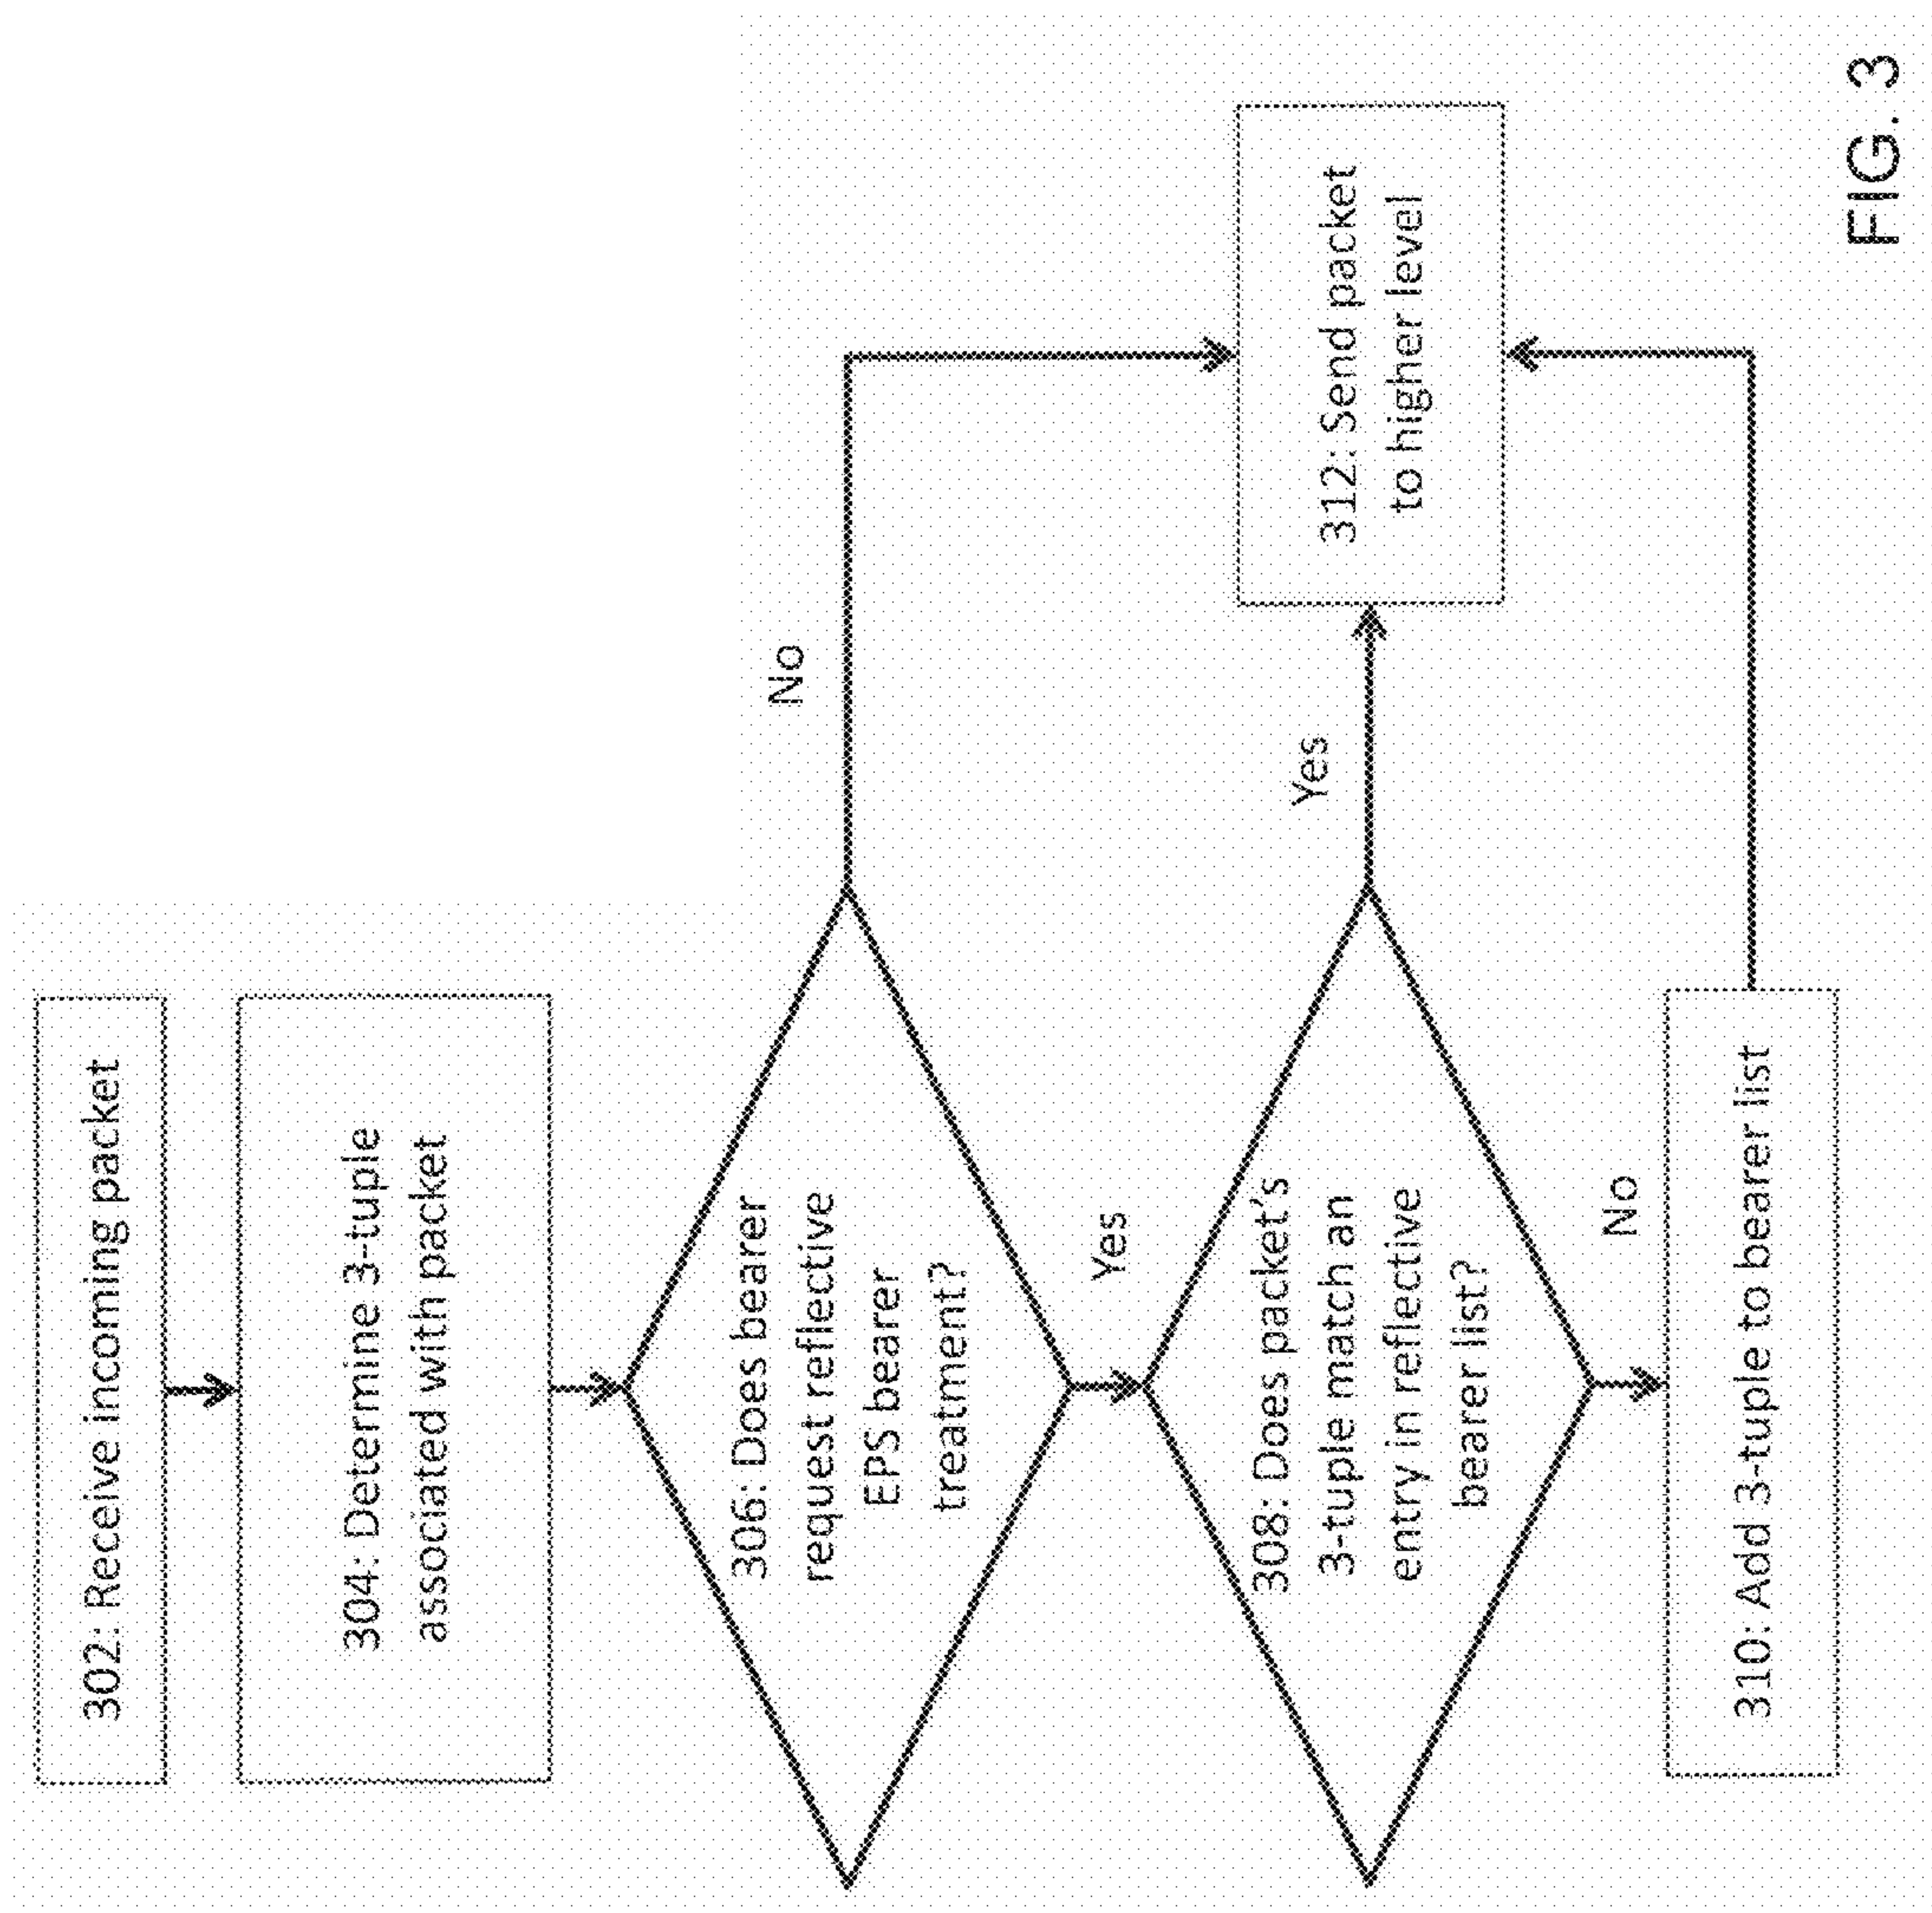 302: Receive incoming packet
304: Determine 3-tuple
associated with packet
306: Does bearer
request reflective
EPS bearer
treatment?
No
Yes
308: Does packet's
3-tuple match an
entry in reflective
bearer list?
Yes
No
310: Add 3-tuple to bearer list
312: Send packet
to higher level
FIG. 3